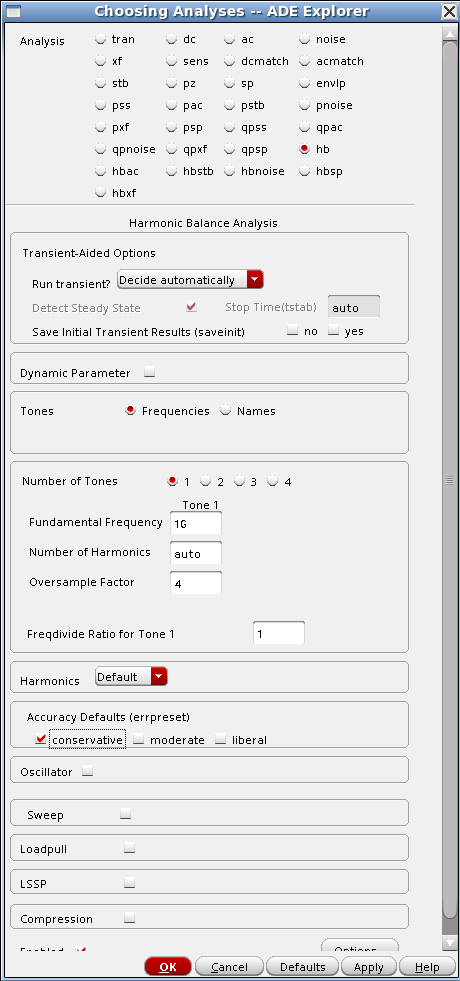 Choosing Analyses -- ADE Explorer
Analysis tran dc ac noise
xf sens dcmatch acmatch
stb pz sp envlp
pss pac pstb pnoise
pxf psp qpss qpac
qpnoise qpxf qpsp hb
hbac hbstb hbnoise hbsp
hbxf
Harmonic Balance Analysis
Transient-Aided Options
Run transient? Decide automatically
Detect Steady State Stop Time(tstab) auto
Save Initial Transient Results (saveinit) no yes
Dynamic Parameter
Tones Frequencies Names
Number of Tones 1 2 3 4
Tone 1
Fundamental Frequency 1G
Number of Harmonics auto
Oversample Factor 4
Freqdivide Ratio for Tone 1 1
Harmonics Default
Accuracy Defaults (errpreset)
conservative moderate liberal
Oscillator
Sweep
Loadpull
LSSP
Compression
Enabled Options...
OK Cancel Defaults Apply Help